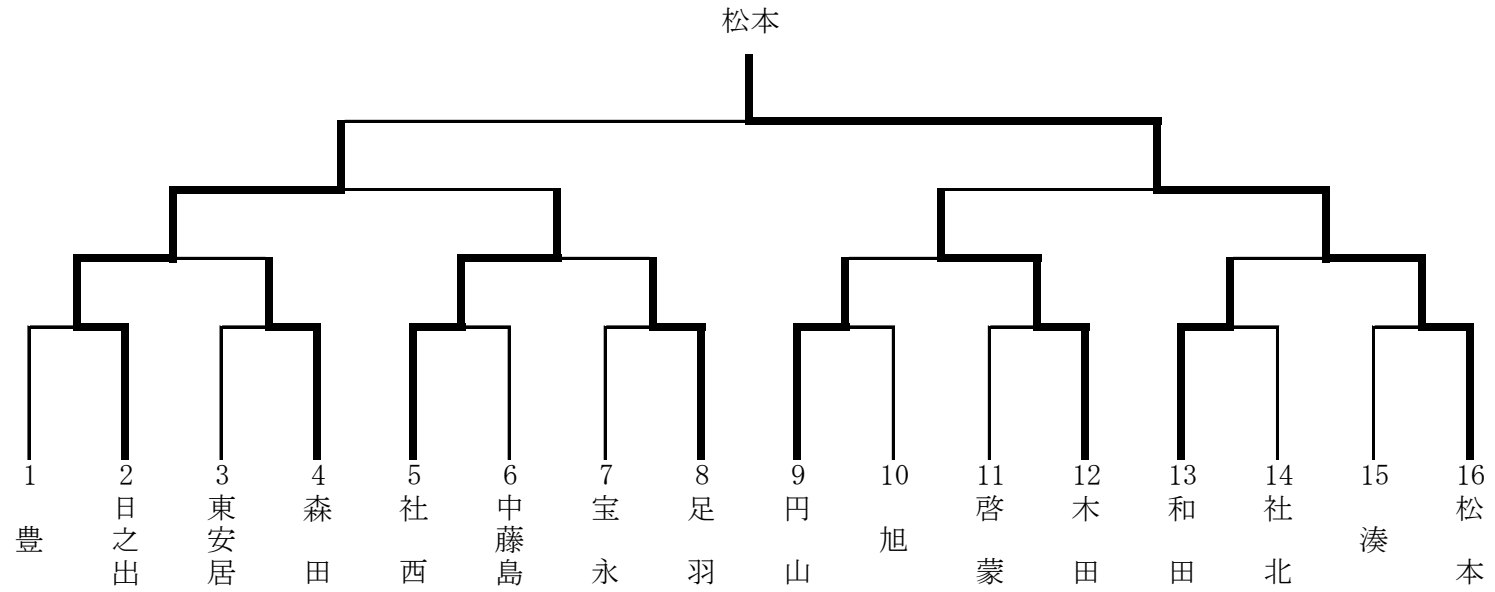 松本
1 豊
2 日之出
3 東安居
4 森田
5 社西
6 中藤島
7 宝永
8 足羽
9 円山
10 旭
11 啓蒙
12 木田
13 和田
14 社北
15 湊
16 松本